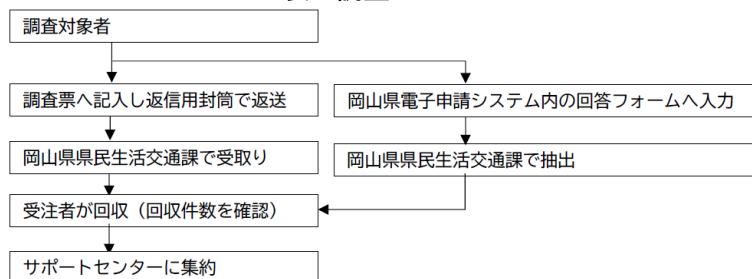 調査対象者
調査票へ記入し返信用封筒で返送
岡山県電子申請システム内の回答フォームへ入力
岡山県県民生活交通課で受取り
岡山県県民生活交通課で抽出
受注者が回収（回収件数を確認）
サポートセンターに集約